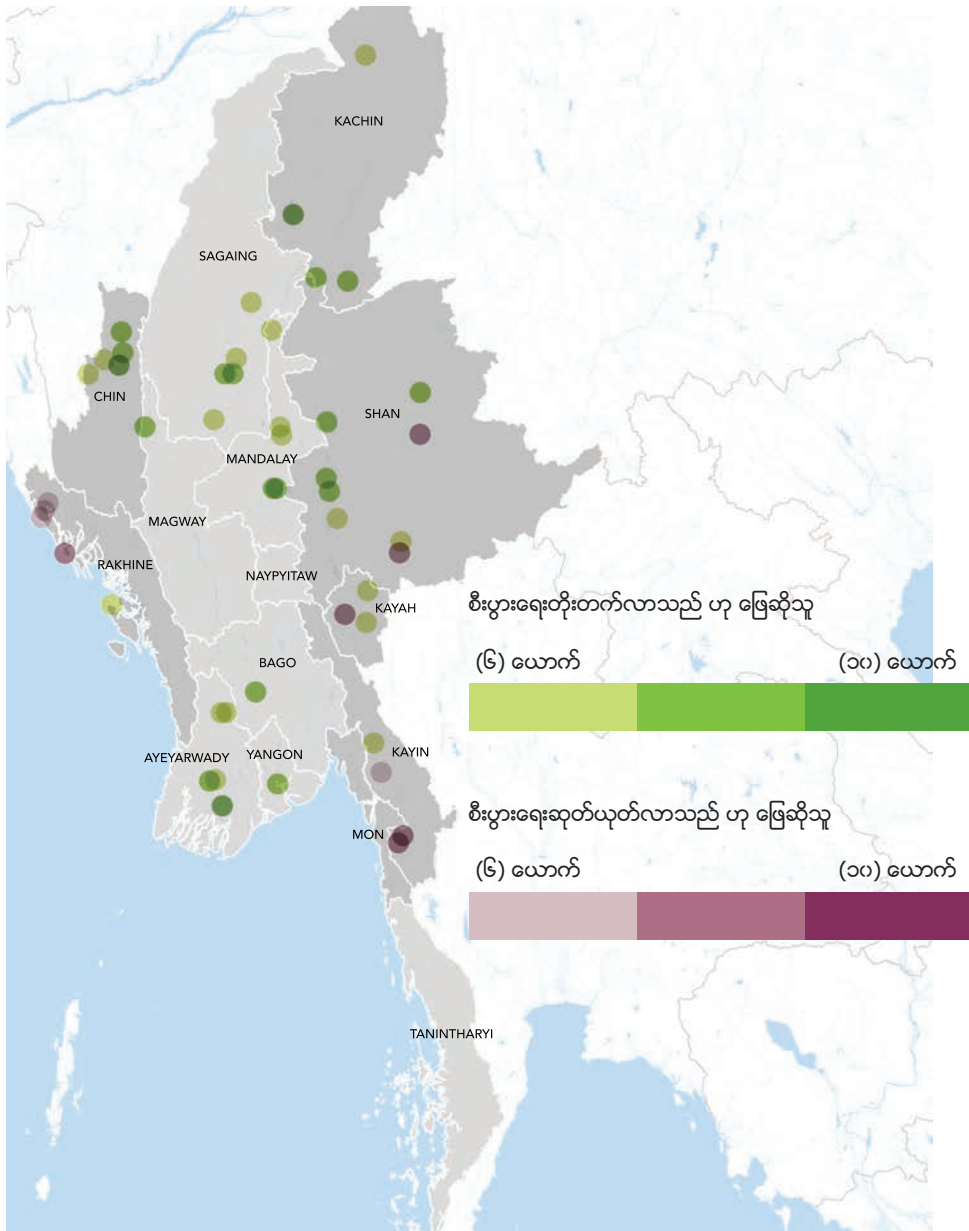 KACHIN
SAGAING
CHIN
SHAN
MANDALAY
MAGWAY
RAKHINE
NAYPYITAW
KAYAH
စီးပွားရေးတိုးတက်လာသည် ဟု ဖြေဆိုသူ
(၆) ယောက် (၁၀) ယောက်
BAGO
AYEYARWADY
YANGON
KAYIN
စီးပွားရေးဆုတ်ယုတ်လာသည် ဟု ဖြေဆိုသူ
MON
(၆) ယောက် (၁၀) ယောက်
TANINTHARYI